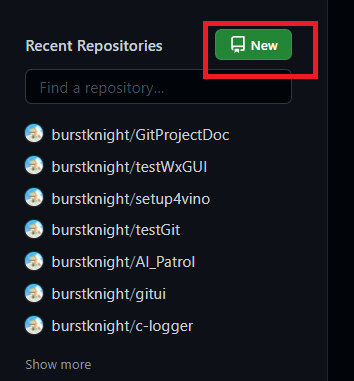 Recent Repositories
New
Find a repository...
burstknight/GitProjectDoc
burstknight/testWxGUI
burstknight/setup4vino
burstknight/testGit
burstknight/AI_Patrol
burstknight/gitui
burstknight/c-logger
Show more